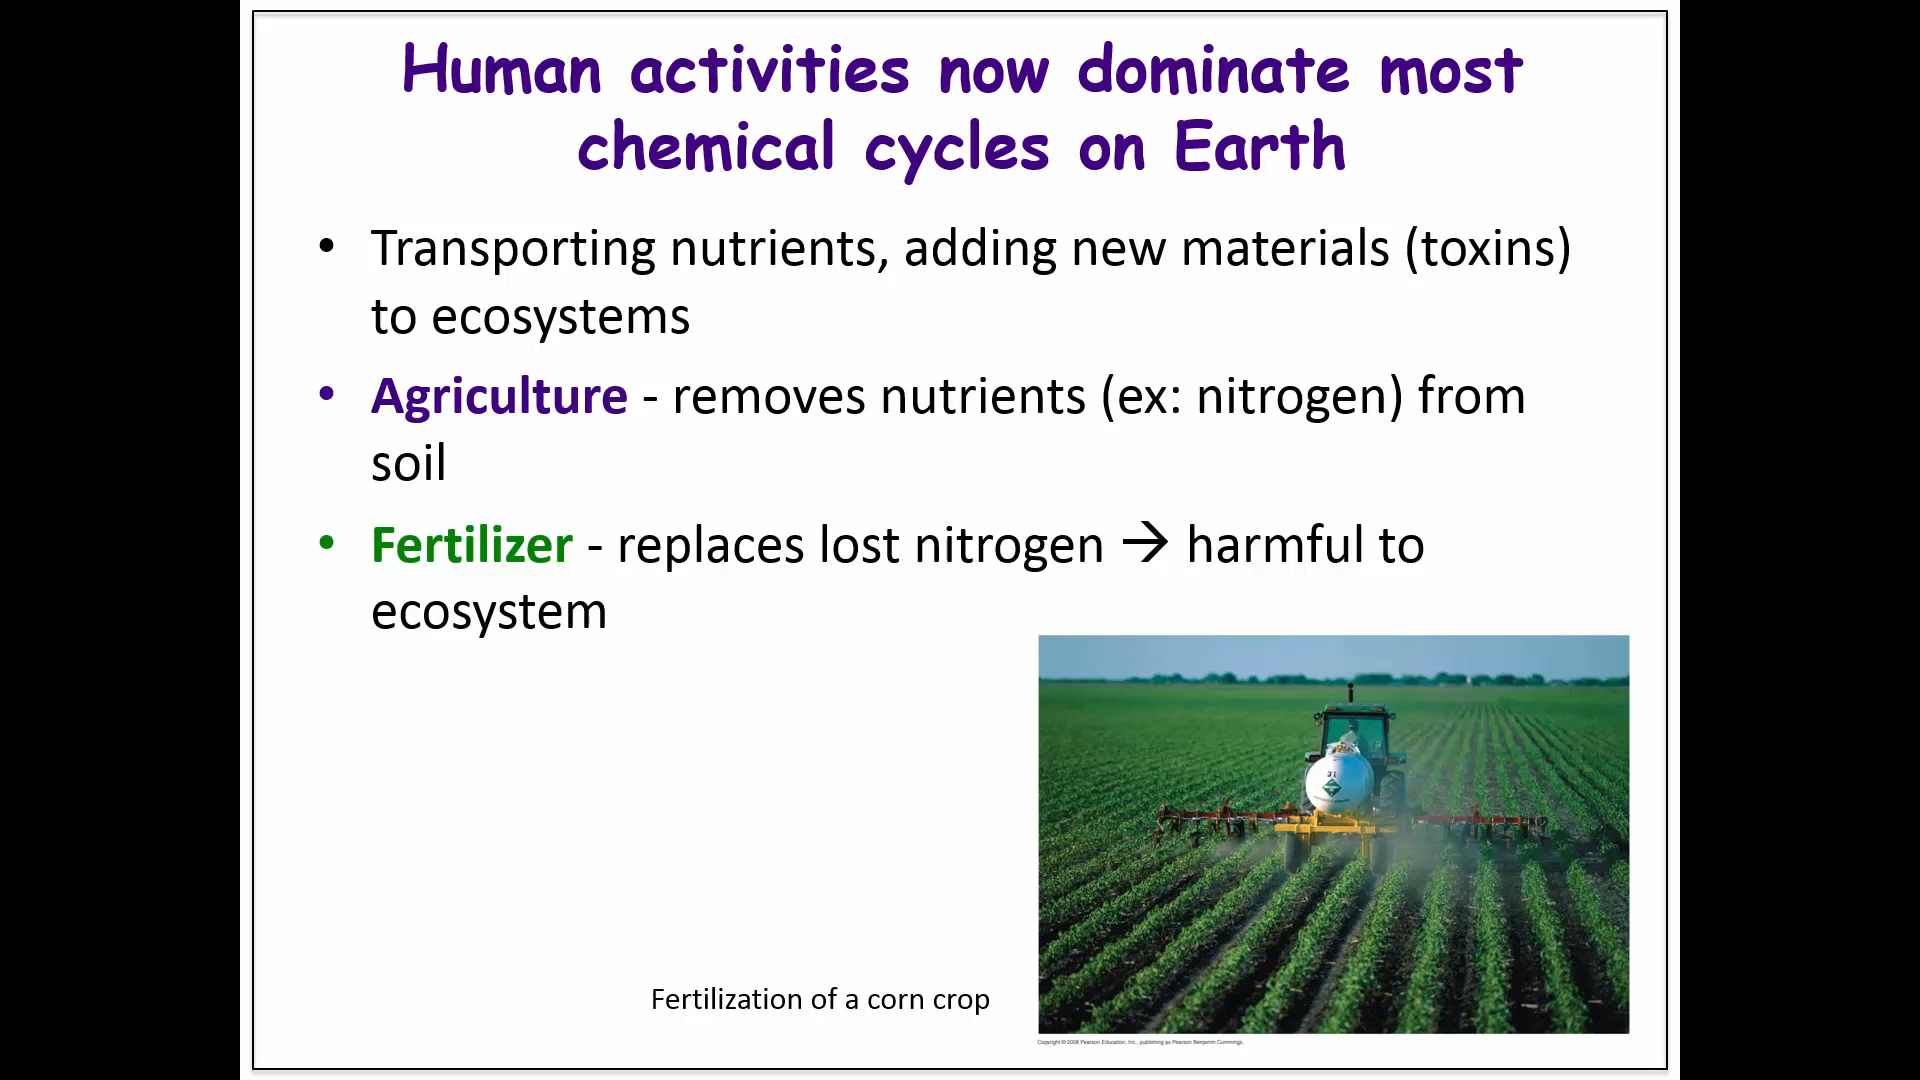 Human activities now dominate most
chemical cycles on Earth
• Transporting nutrients, adding new materials (toxins)
to ecosystems
• Agriculture - removes nutrients (ex: nitrogen) from
soil
• Fertilizer - replaces lost nitrogen → harmful to
ecosystem
31
Fertilization of a corn crop
Copyright © 2008 Pearson Education, Inc., publishing as Pearson Benjamin Cummings.